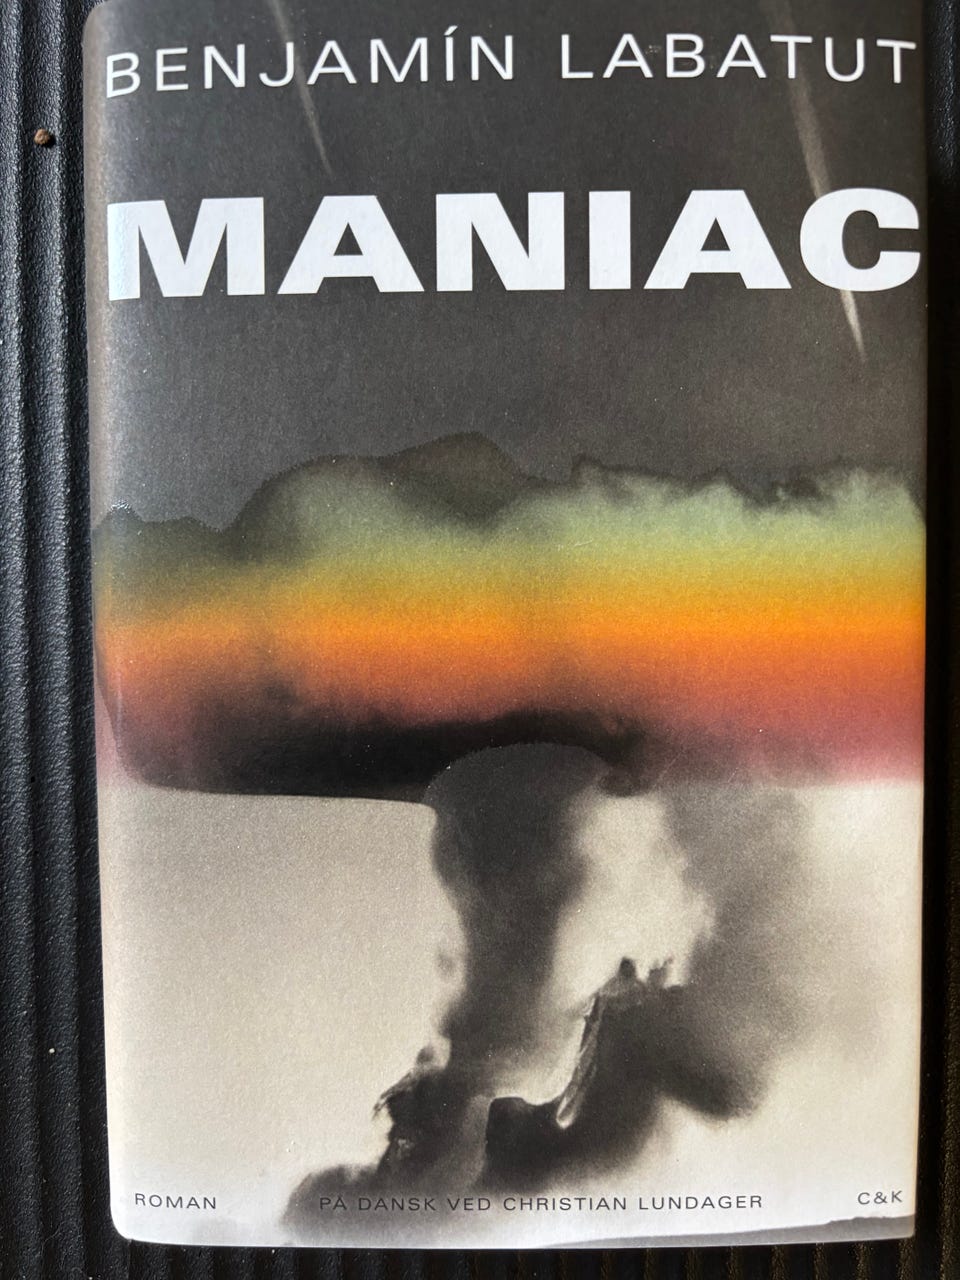 BENJAMÍN LABATUT
MANIAC
ROMAN PÅ DANSK VED CHRISTIAN LUNDAGER C&K